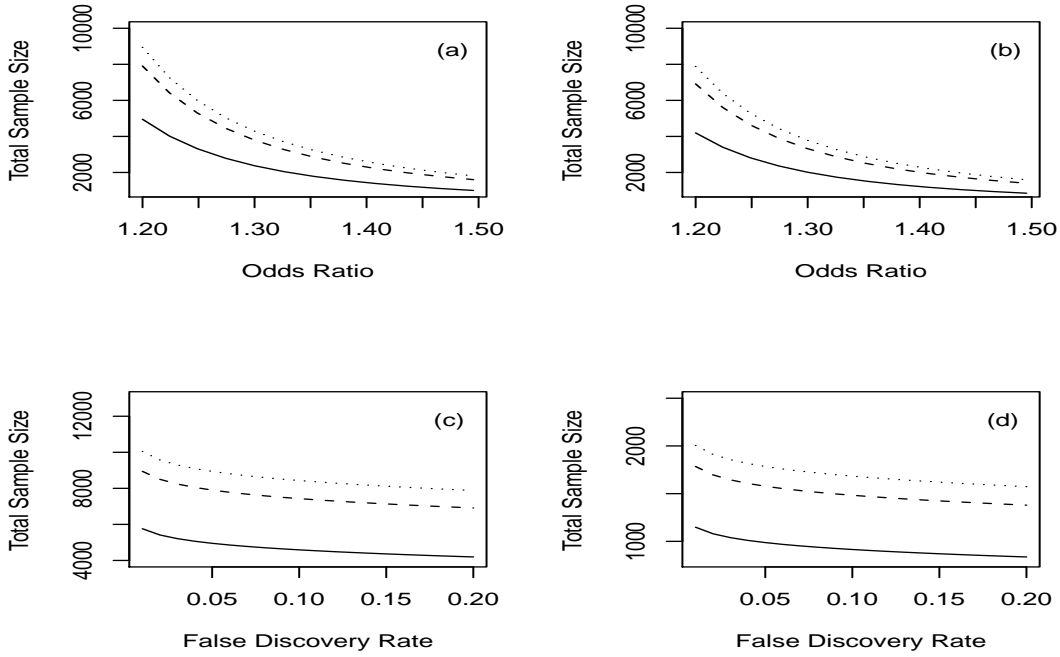 Total Sample Size
10000
6000
2000
(a)
1.20 1.30 1.40 1.50
Odds Ratio
Total Sample Size
10000
6000
2000
(b)
1.20 1.30 1.40 1.50
Odds Ratio
Total Sample Size
12000
8000
4000
(c)
0.05 0.10 0.15 0.20
False Discovery Rate
Total Sample Size
2000
1000
(d)
0.05 0.10 0.15 0.20
False Discovery Rate